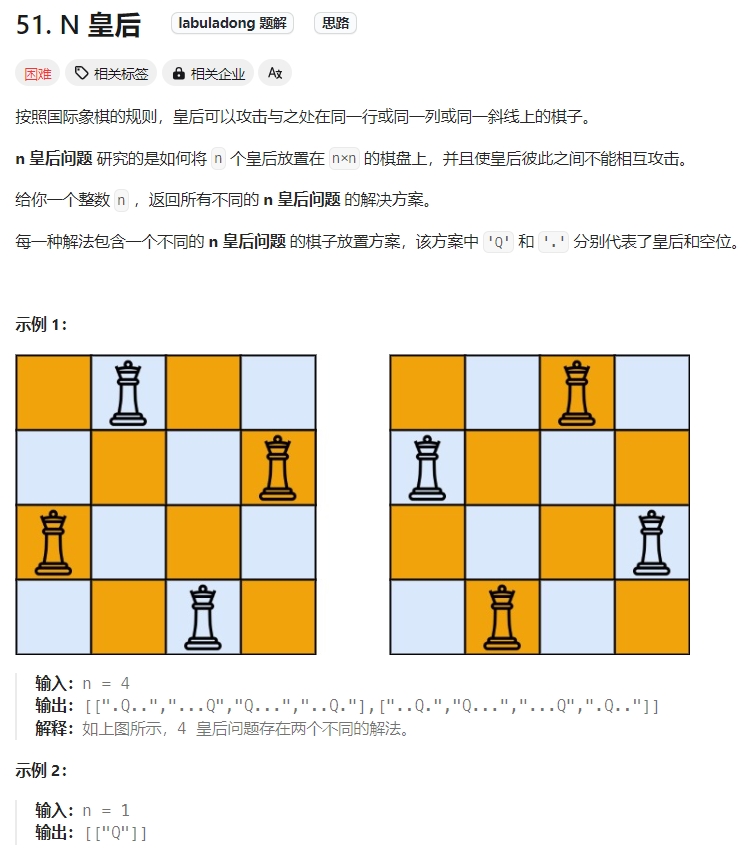 51. N 皇后 labuladong 题解 思路
困难 相关标签 相关企业 Az
按照国际象棋的规则，皇后可以攻击与之处在同一行或同一列或同一斜线上的棋子。
n 皇后问题 研究的是如何将 n 个皇后放置在 n×n 的棋盘上，并且使皇后彼此之间不能相互攻击。
给你一个整数 n ，返回所有不同的 n 皇后问题 的解决方案。
每一种解法包含一个不同的 n 皇后问题 的棋子放置方案，该方案中 'Q' 和 '.' 分别代表了皇后和空位。
示例 1：
输入：n = 4
输出：[[".Q..","...Q","Q...","..Q."],["..Q.","Q...","...Q",".Q.."]]
解释：如上图所示，4 皇后问题存在两个不同的解法。
示例 2：
输入：n = 1
输出：[["Q"]]